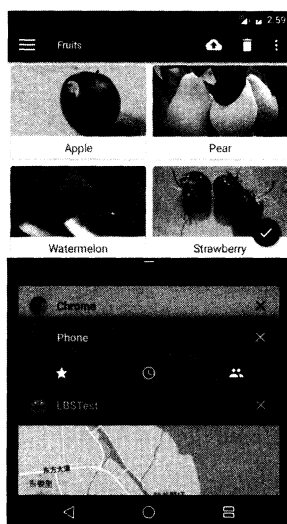 2:59
Fruits
Apple
Pear
Watermelon
Strawberry
Chrome
Phone
LBSTest
东方大道